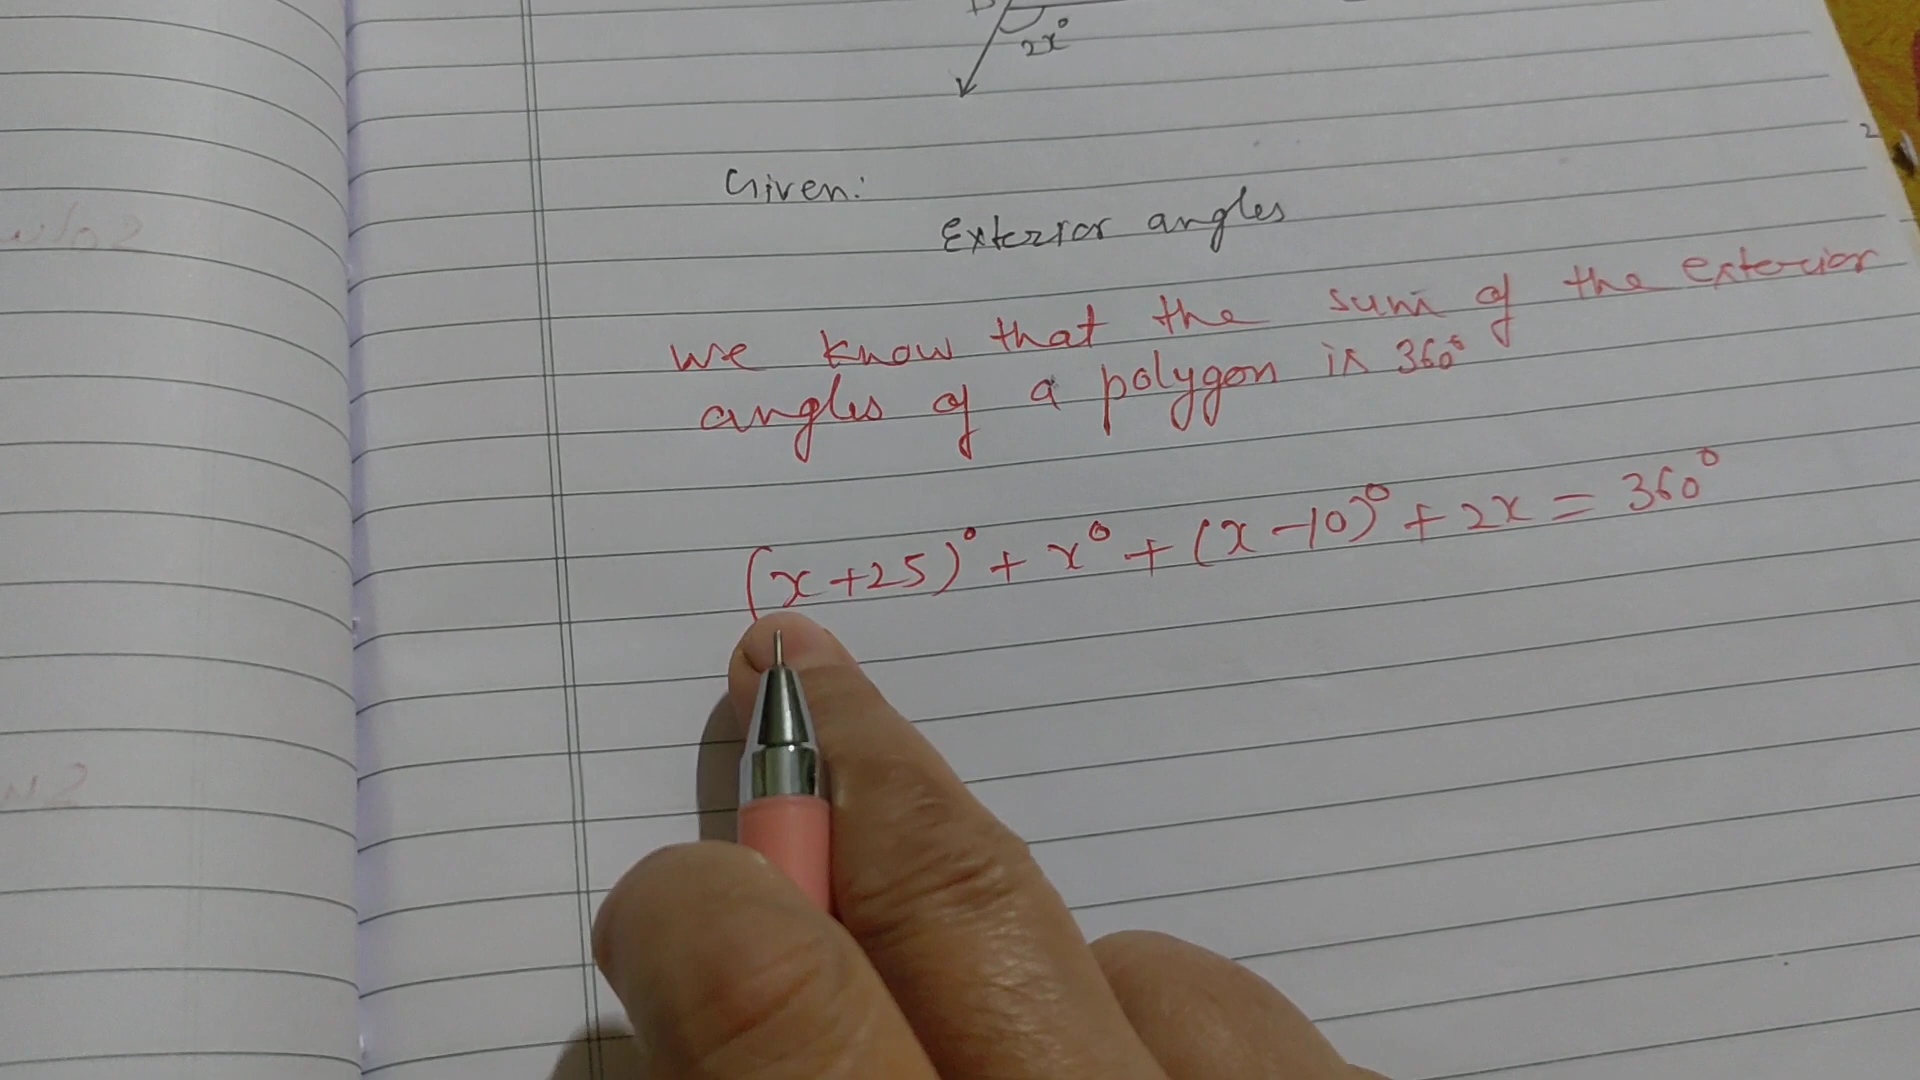 2x°
Given:
Exterior angles
we know that the sum of the exterior
angles of a polygon is 360°
(x+25)° + x° + (x-10)° + 2x = 360°
2